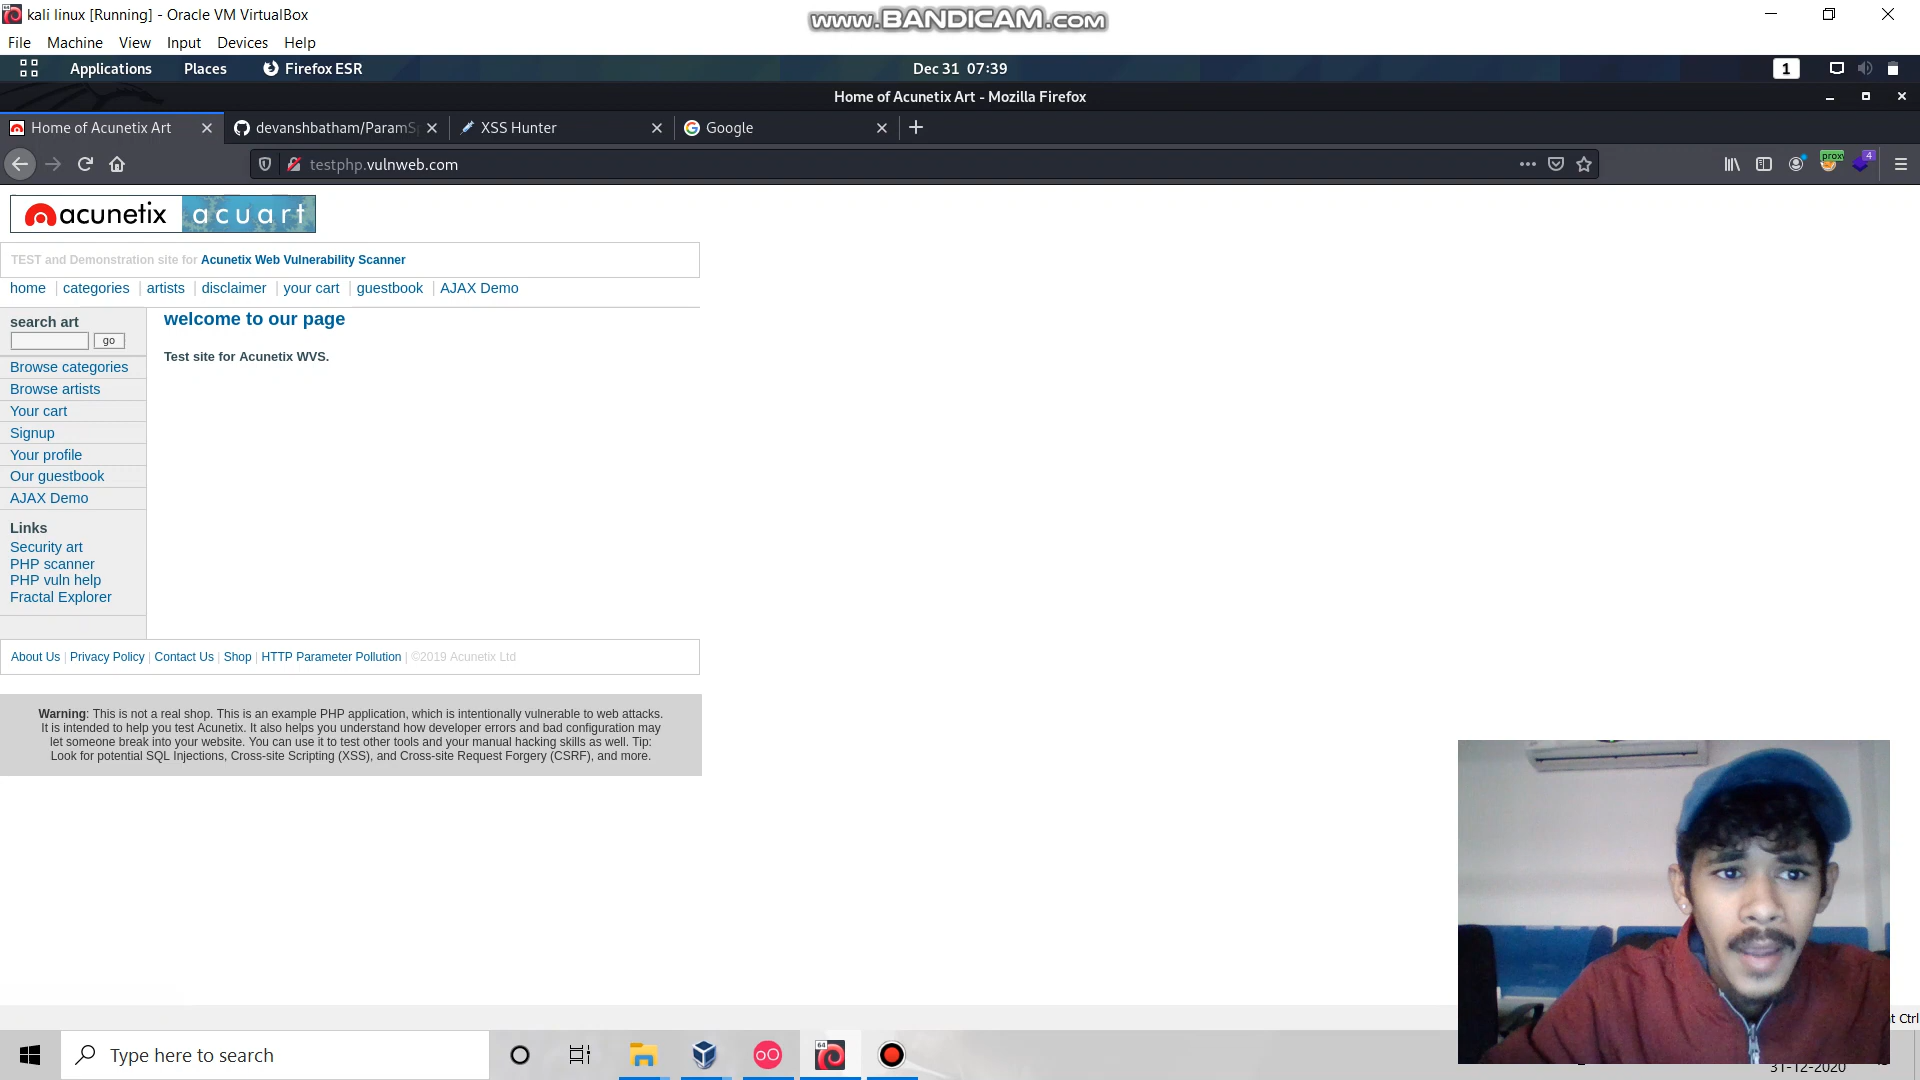 kali linux [Running] - Oracle VM VirtualBox
www.BANDICAM.com
File Machine View Input Devices Help
Applications Places Firefox ESR Dec 31 07:39 1
Home of Acunetix Art - Mozilla Firefox
Home of Acunetix Art devanshbatham/ParamSp XSS Hunter Google
testphp.vulnweb.com
proxy 4
acunetix acuart
TEST and Demonstration site for Acunetix Web Vulnerability Scanner
home | categories | artists | disclaimer | your cart | guestbook | AJAX Demo
search art
go
welcome to our page
Test site for Acunetix WVS.
Browse categories
Browse artists
Your cart
Signup
Your profile
Our guestbook
AJAX Demo
Links
Security art
PHP scanner
PHP vuln help
Fractal Explorer
About Us | Privacy Policy | Contact Us | Shop | HTTP Parameter Pollution | ©2019 Acunetix Ltd
Warning: This is not a real shop. This is an example PHP application, which is intentionally vulnerable to web attacks.
It is intended to help you test Acunetix. It also helps you understand how developer errors and bad configuration may
let someone break into your website. You can use it to test other tools and your manual hacking skills as well. Tip:
Look for potential SQL Injections, Cross-site Scripting (XSS), and Cross-site Request Forgery (CSRF), and more.
t Ctrl
Type here to search
64
31-12-2020